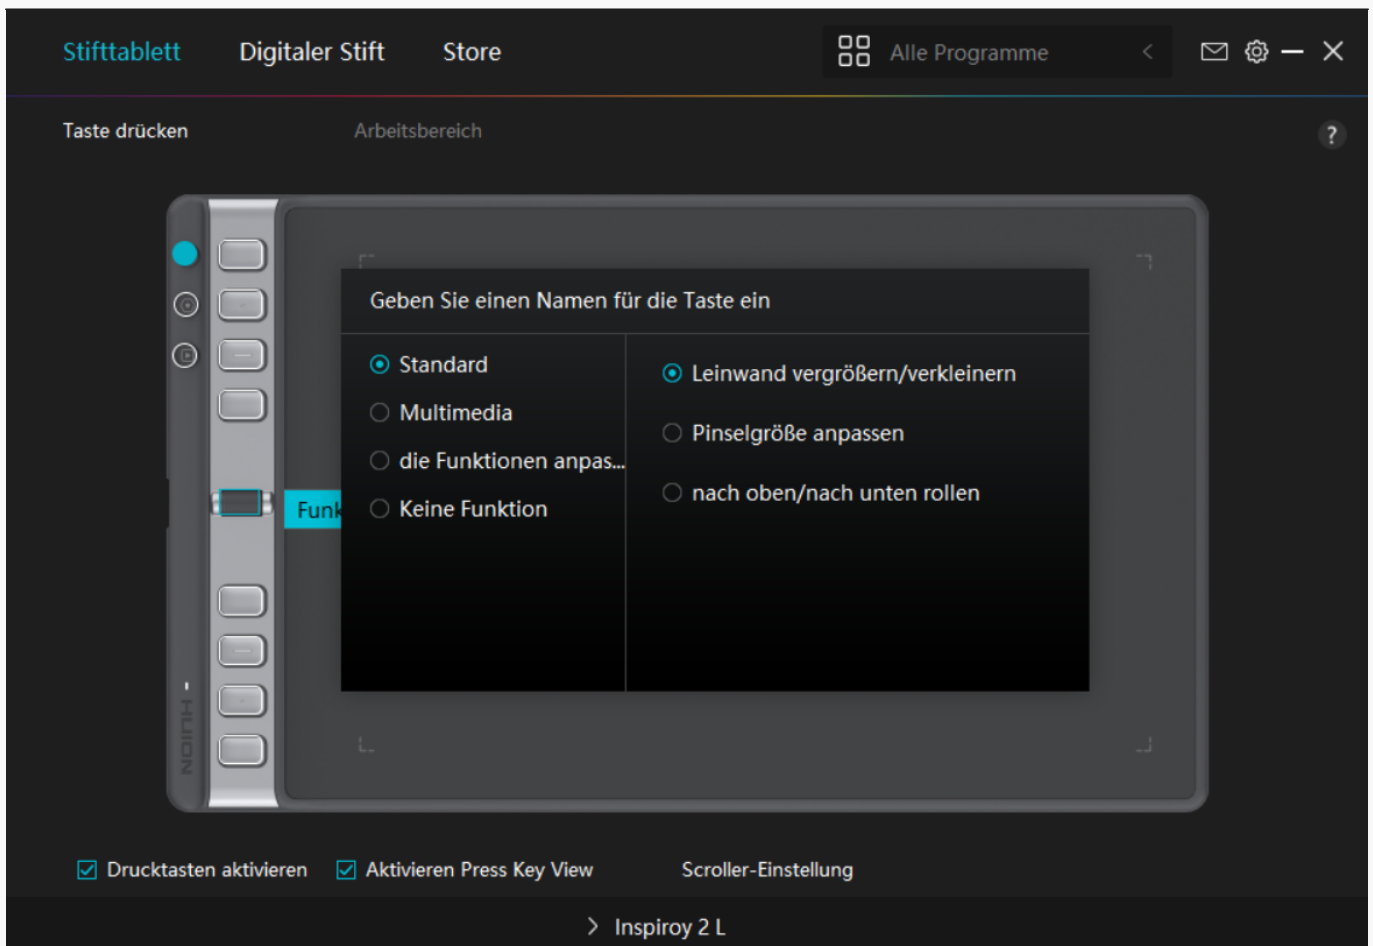 Stifttablett Digitaler Stift Store Alle Programme
Taste drücken Arbeitsbereich ?
Geben Sie einen Namen für die Taste ein
Standard
Leinwand vergrößern/verkleinern
Multimedia
Pinselgröße anpassen
die Funktionen anpas...
nach oben/nach unten rollen
Keine Funktion
Funk
HUION
Drucktasten aktivieren Aktivieren Press Key View Scroller-Einstellung
Inspiroy 2 L